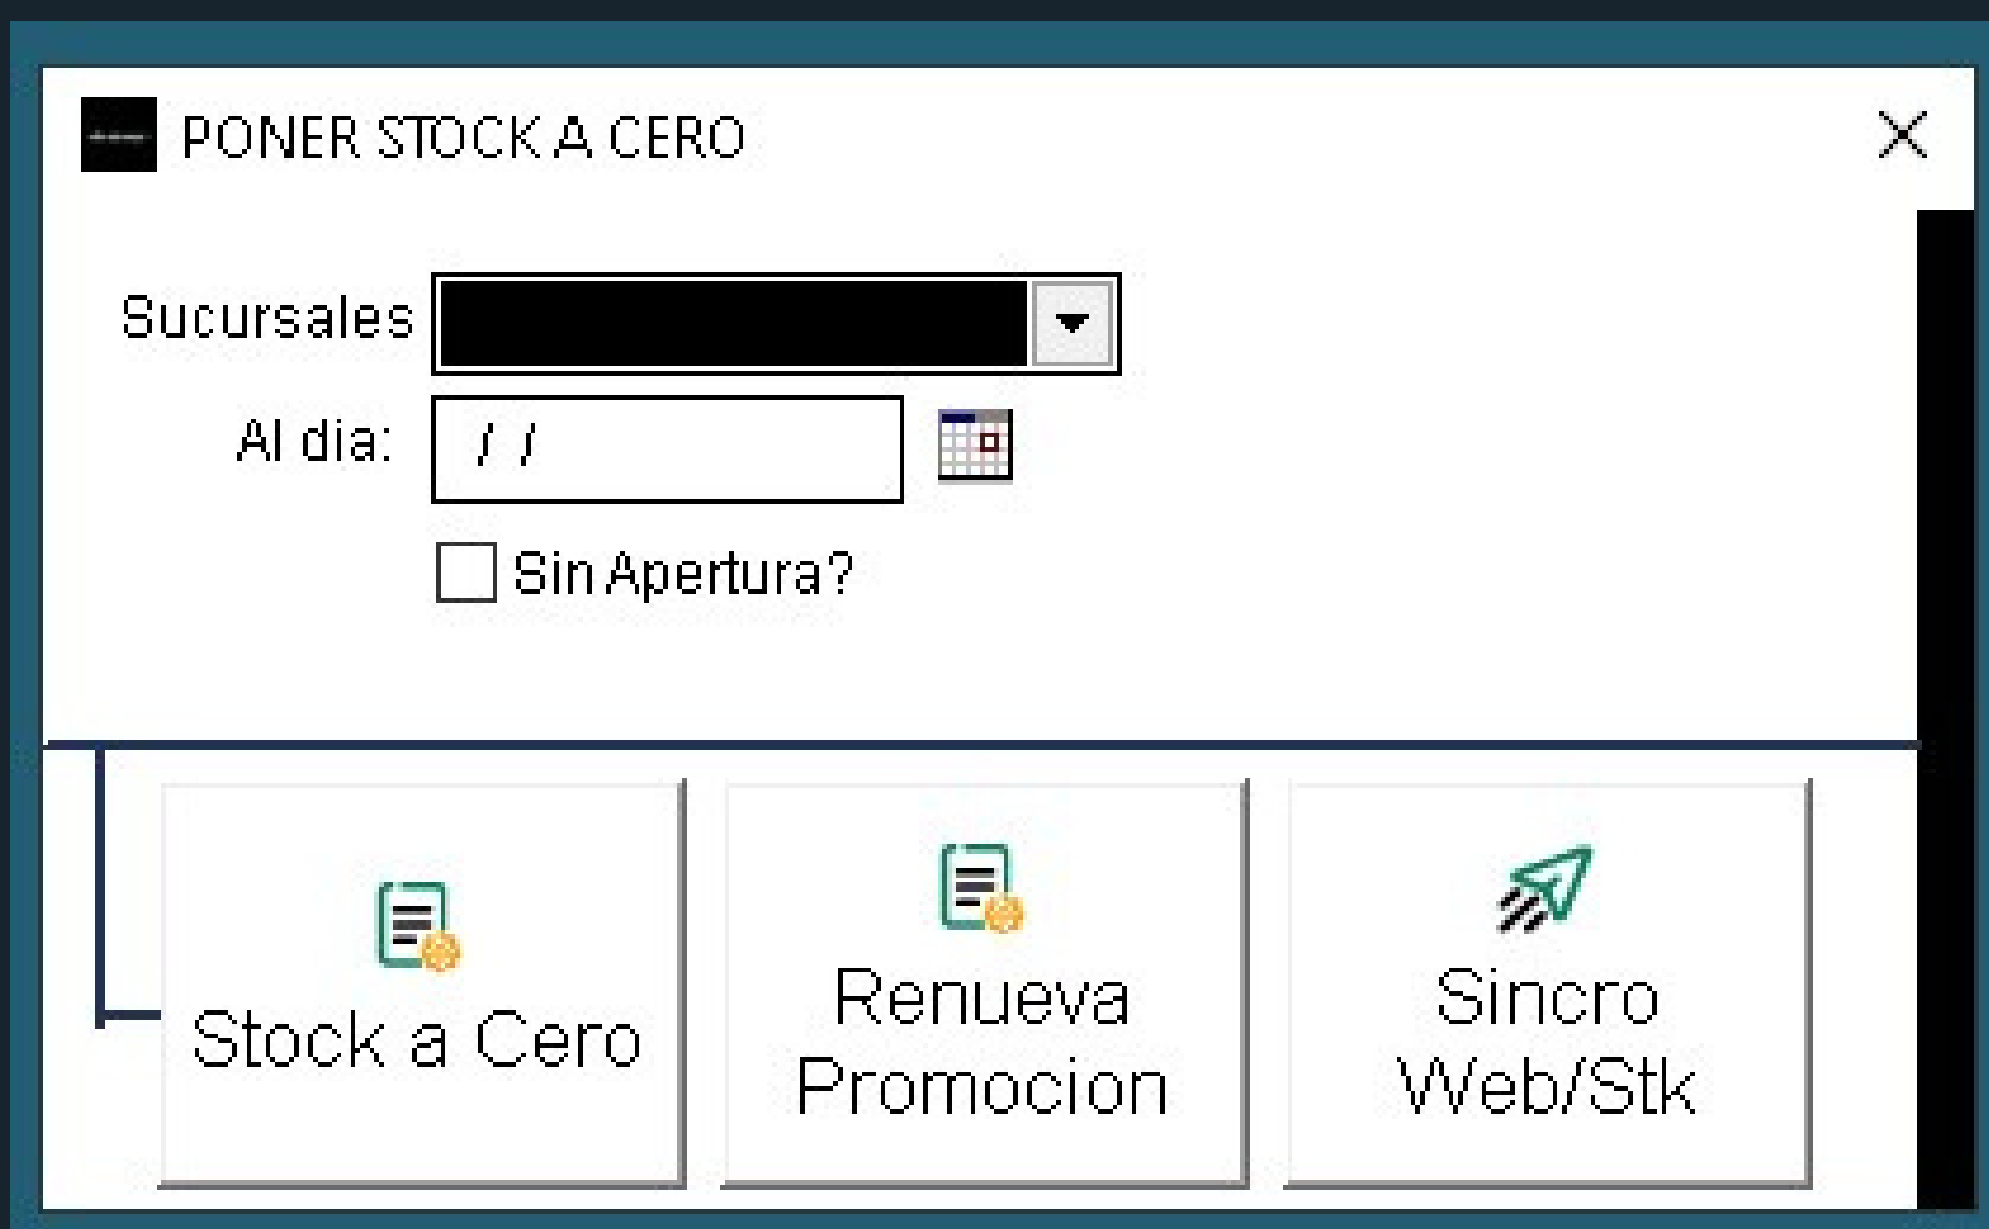 PONER STOCK A CERO
Sucursales
Al dia:
/ /
Sin Apertura?
Stock a Cero
Renueva
Promocion
Sincro
Web/Stk